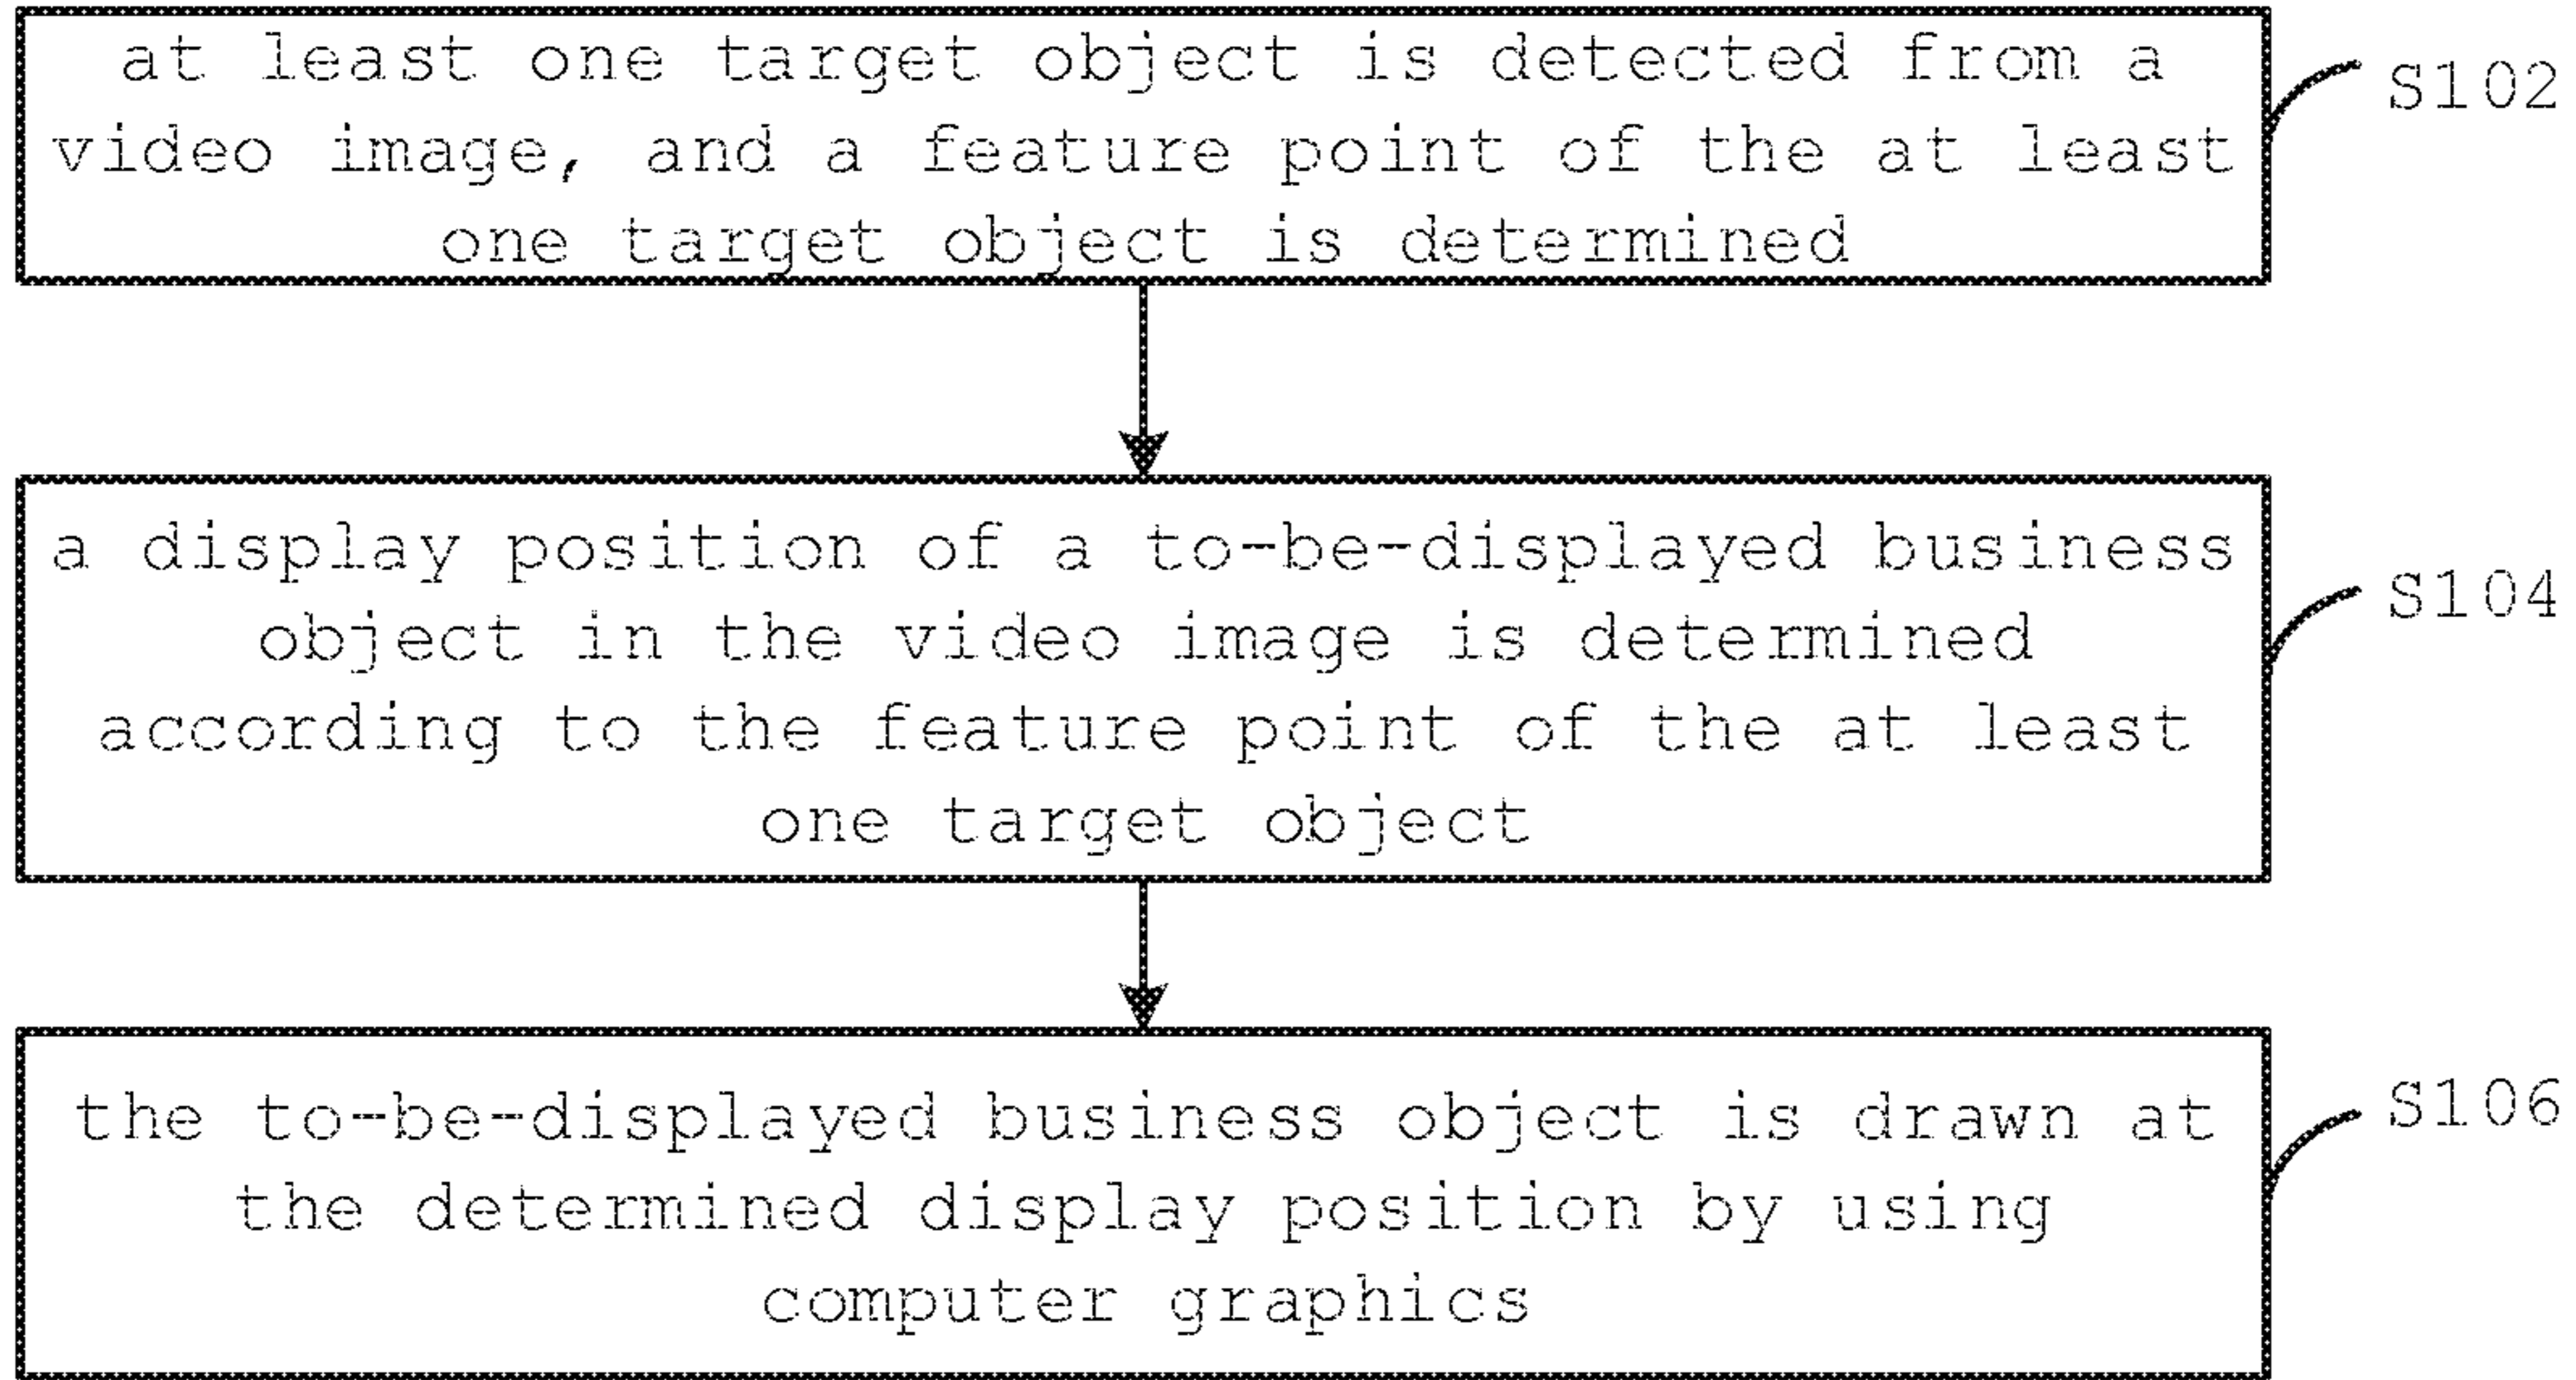 at least one target object is detected from a
video image, and a feature point of the at least
one target object is determined
S102
a display position of a to-be-displayed business
object in the video image is determined
according to the feature point of the at least
one target object
S104
the to-be-displayed business object is drawn at
the determined display position by using
computer graphics
S106